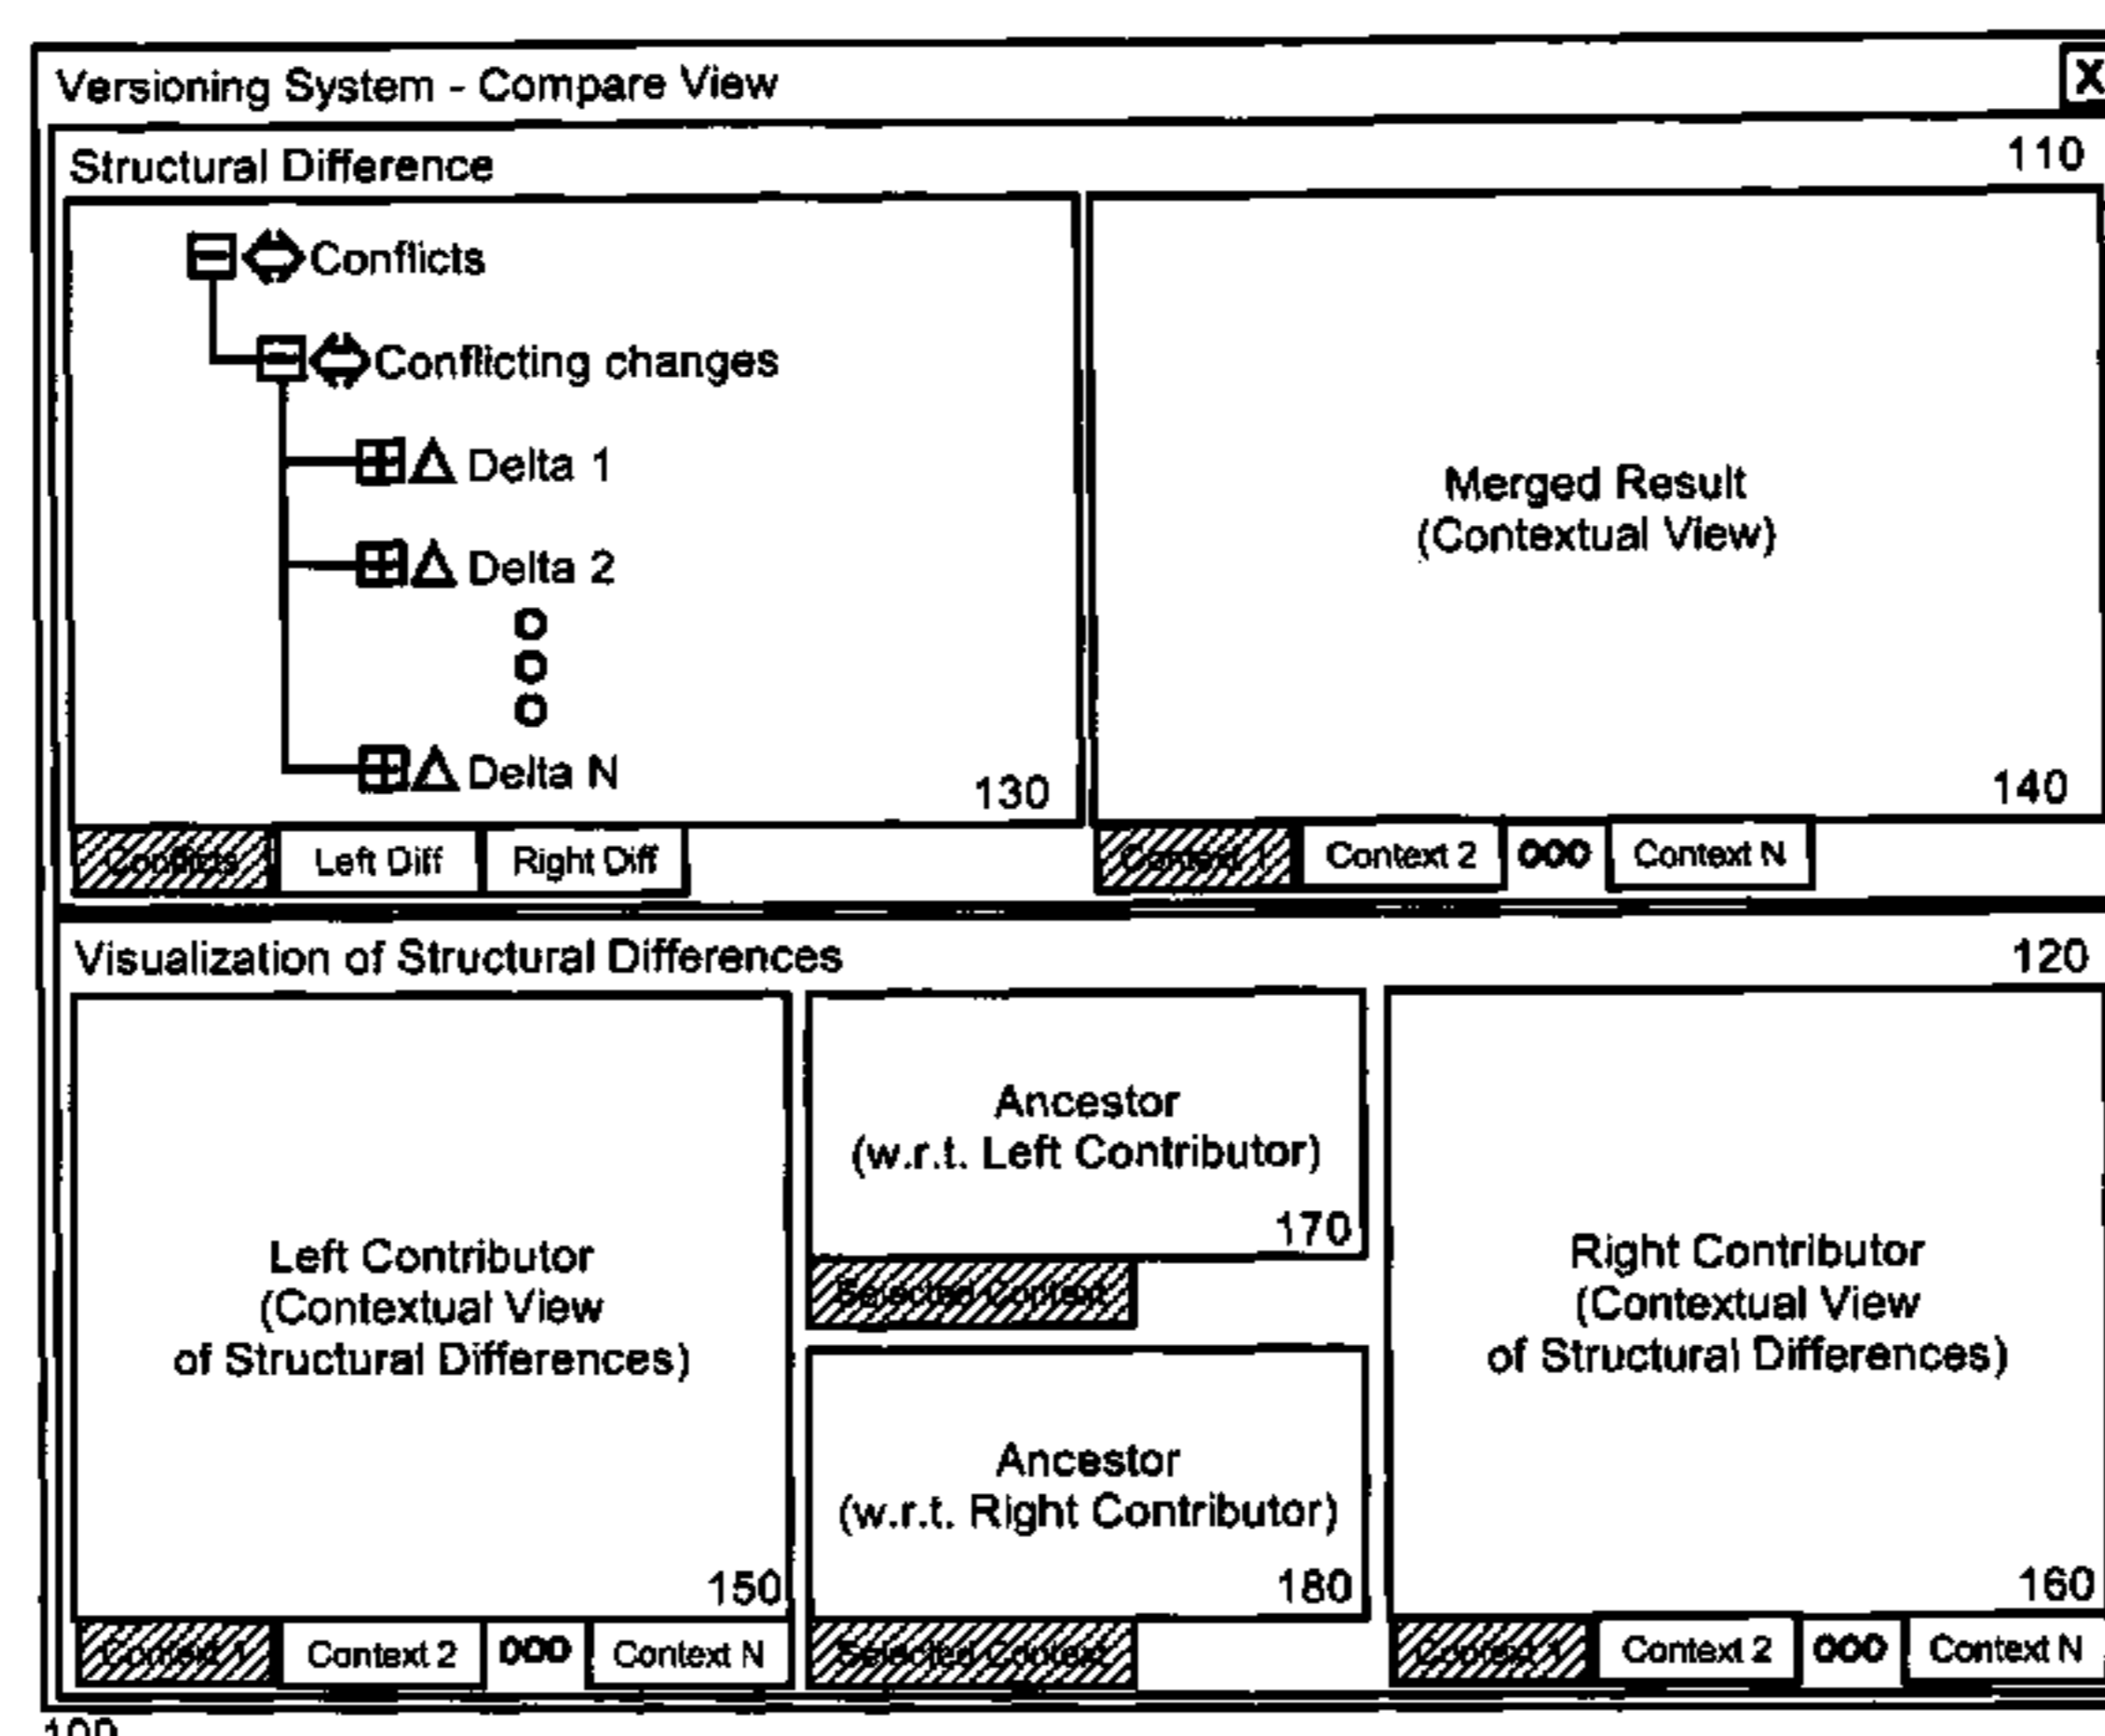 Versioning System - Compare View
X
Structural Difference
110
Conflicts
Conflicting changes
Delta 1
Delta 2
Delta N
130
Merged Result
(Contextual View)
140
Conflicts
Left Diff
Right Diff
Context 1
Context 2
000
Context N
Visualization of Structural Differences
120
Left Contributor
(Contextual View
of Structural Differences)
150
Ancestor
(w.r.t. Left Contributor)
170
Selected Context
Ancestor
(w.r.t. Right Contributor)
180
Selected Context
Right Contributor
(Contextual View
of Structural Differences)
160
Context 1
Context 2
000
Context N
Context 1
Context 2
000
Context N